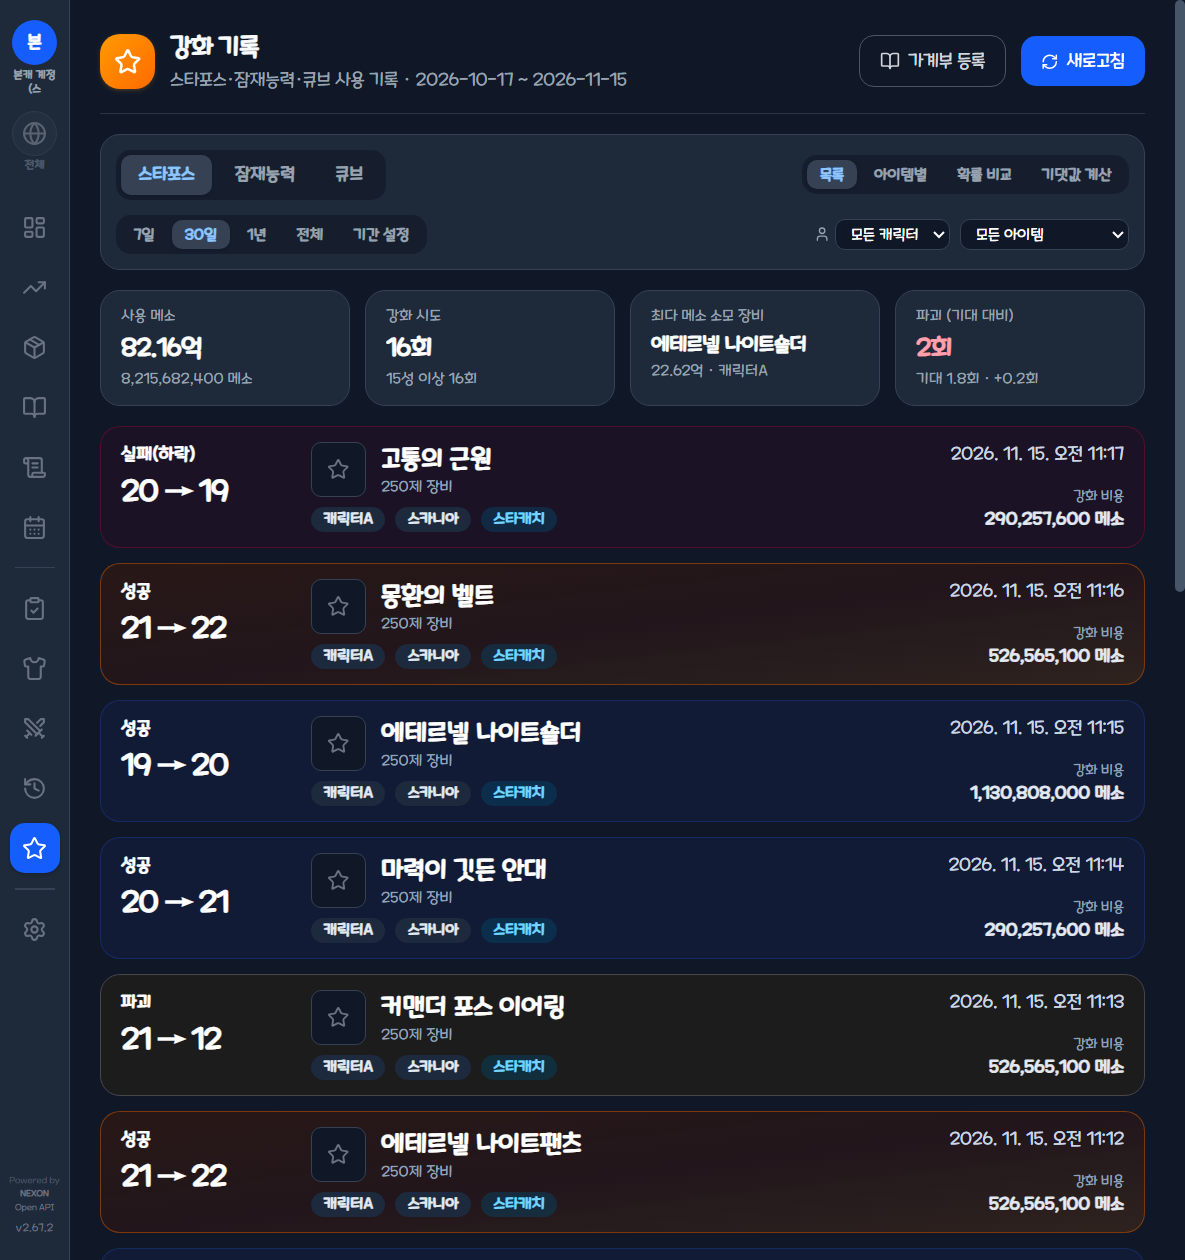 본
본캐 계정
(스
전체
Powered by
NEXON
Open API
v2.67.2
강화 기록
스타포스·잠재능력·큐브 사용 기록 · 2026-10-17 ~ 2026-11-15
가계부 등록
새로고침
스타포스 잠재능력 큐브
목록 아이템별 확률 비교 기댓값 계산
7일 30일 1년 전체 기간 설정
모든 캐릭터 모든 아이템
사용 메소
82.16억
8,215,682,400 메소
강화 시도
16회
15성 이상 16회
최다 메소 소모 장비
에테르넬 나이트숄더
22.62억 · 캐릭터A
파괴 (기대 대비)
2회
기대 1.8회 · +0.2회
실패(하락)
20 → 19
고통의 근원
250제 장비
캐릭터A 스카니아 스타캐치
2026. 11. 15. 오전 11:17
강화 비용
290,257,600 메소
성공
21 → 22
몽환의 벨트
250제 장비
캐릭터A 스카니아 스타캐치
2026. 11. 15. 오전 11:16
강화 비용
526,565,100 메소
성공
19 → 20
에테르넬 나이트숄더
250제 장비
캐릭터A 스카니아 스타캐치
2026. 11. 15. 오전 11:15
강화 비용
1,130,808,000 메소
성공
20 → 21
마력이 깃든 안대
250제 장비
캐릭터A 스카니아 스타캐치
2026. 11. 15. 오전 11:14
강화 비용
290,257,600 메소
파괴
21 → 12
커맨더 포스 이어링
250제 장비
캐릭터A 스카니아 스타캐치
2026. 11. 15. 오전 11:13
강화 비용
526,565,100 메소
성공
21 → 22
에테르넬 나이트팬츠
250제 장비
캐릭터A 스카니아 스타캐치
2026. 11. 15. 오전 11:12
강화 비용
526,565,100 메소